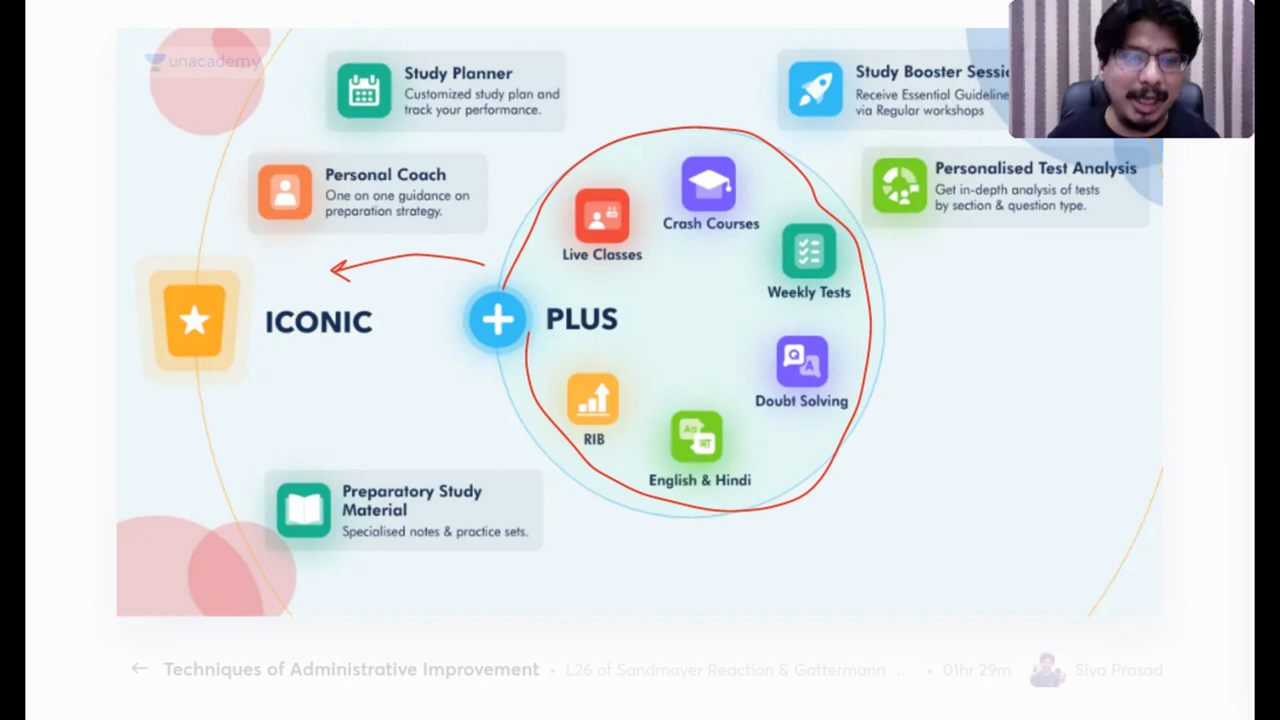 unacademy
Study Planner
Customized study plan and
track your performance.
Study Booster Sessi
Receive Essential Guideline
via Regular workshops
Personal Coach
One on one guidance on
preparation strategy.
Personalised Test Analysis
Get in-depth analysis of tests
by section & question type.
Live Classes
Crash Courses
Weekly Tests
ICONIC
PLUS
Q
A
Doubt Solving
RIB
Ag
अ
English & Hindi
Preparatory Study
Material
Specialised notes & practice sets.
Techniques of Administrative Improvement • L26 of Sandmayer Reaction & Gattermann ... • 01hr 29m Siva Prasad